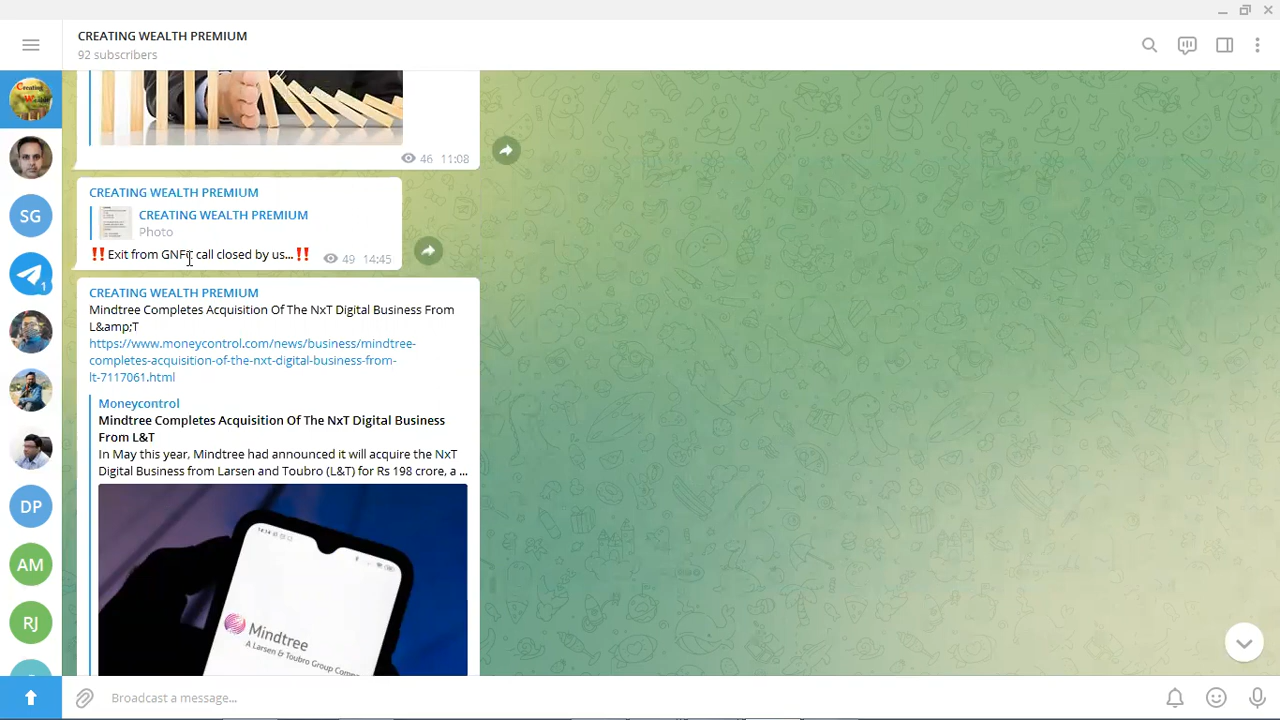 CREATING WEALTH PREMIUM
92 subscribers
46 11:08
CREATING WEALTH PREMIUM
CREATING WEALTH PREMIUM
Photo
‼️Exit from GNFC call closed by us...‼️
49 14:45
CREATING WEALTH PREMIUM
Mindtree Completes Acquisition Of The NxT Digital Business From
L&amp;T
https://www.moneycontrol.com/news/business/mindtree-
completes-acquisition-of-the-nxt-digital-business-from-
lt-7117061.html
Moneycontrol
Mindtree Completes Acquisition Of The NxT Digital Business
From L&T
In May this year, Mindtree had announced it will acquire the NxT
Digital Business from Larsen and Toubro (L&T) for Rs 198 crore, a ...
Mindtree
A Larsen & Toubro Group
Creating
SG
1
DP
AM
RJ
Broadcast a message...